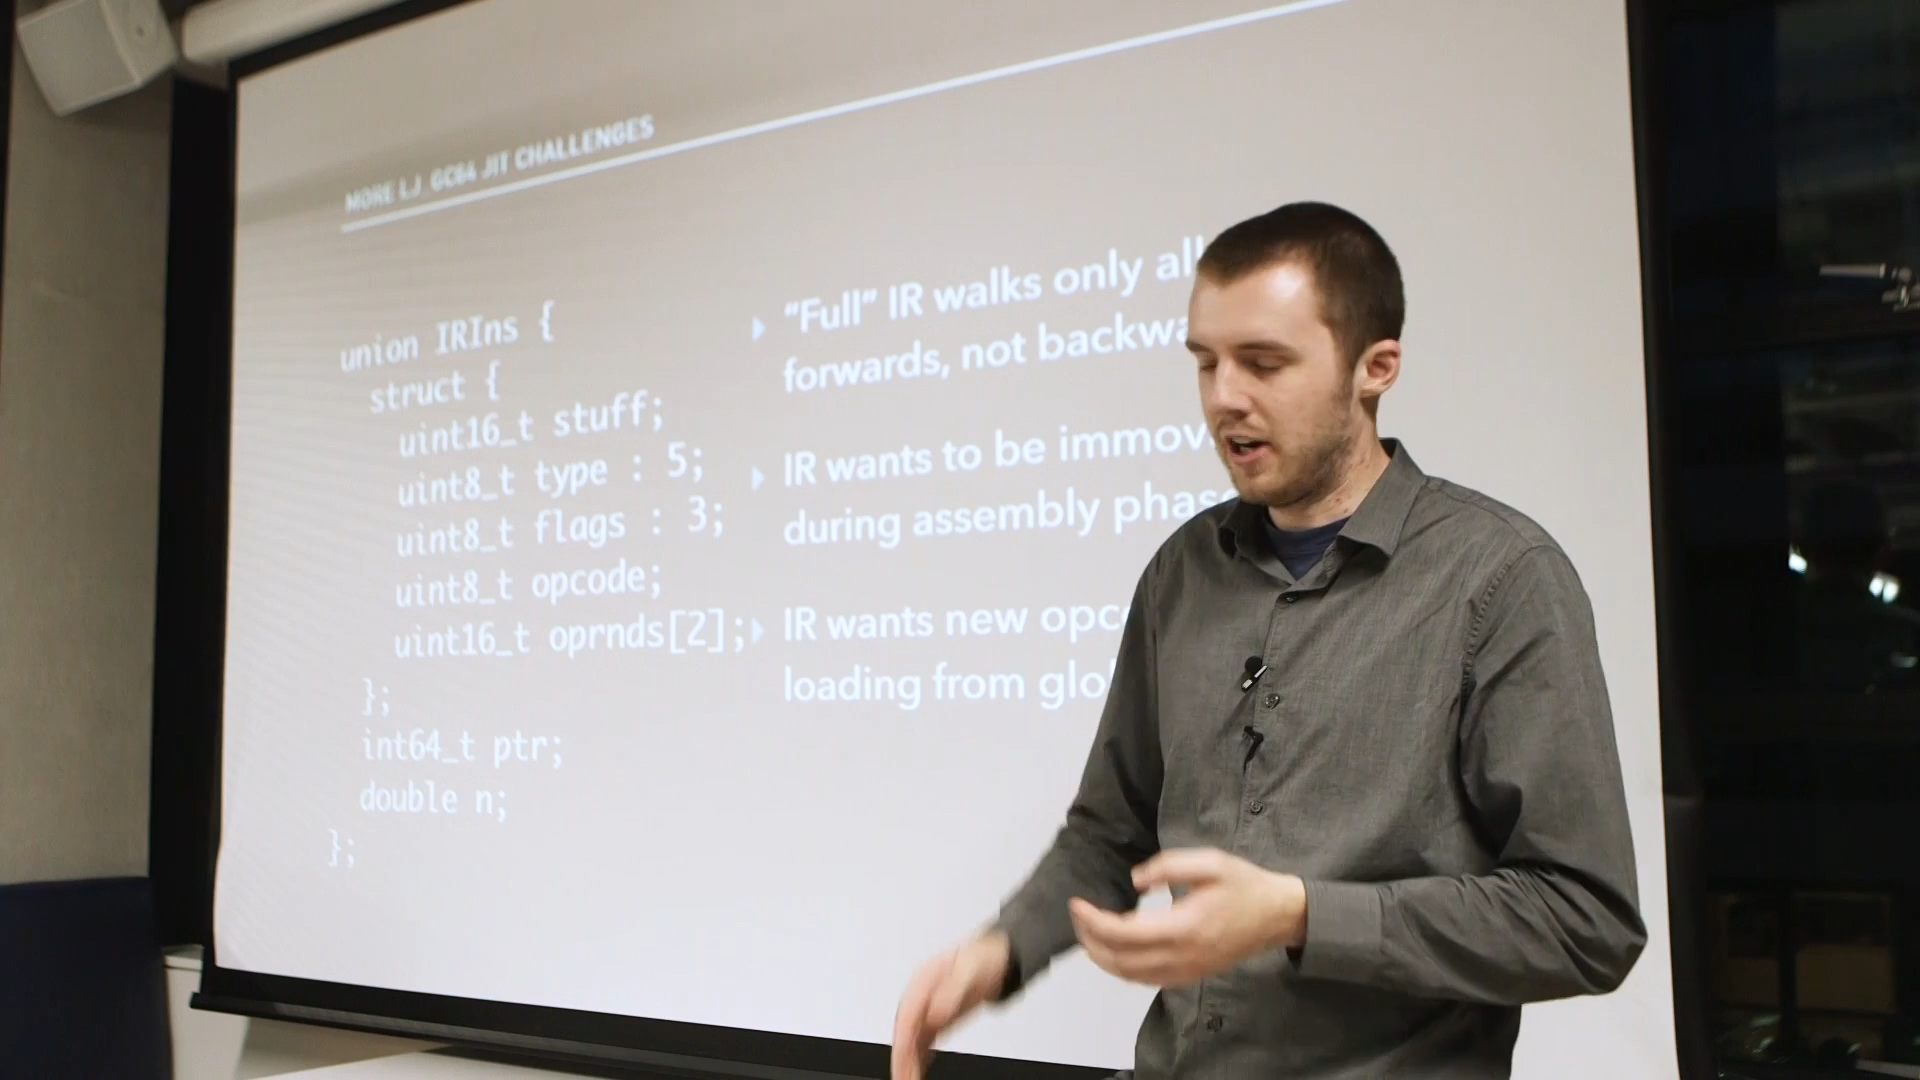 MORE LJ_GC64 JIT CHALLENGES
union IRIns {
struct {
uint16_t stuff;
uint8_t type : 5;
uint8_t flags : 3;
uint8_t opcode;
uint16_t oprnds[2];
};
int64_t ptr;
double n;
};
"Full" IR walks only
forwards, not
IR wants to be
during assembly
IR wants new
loading from